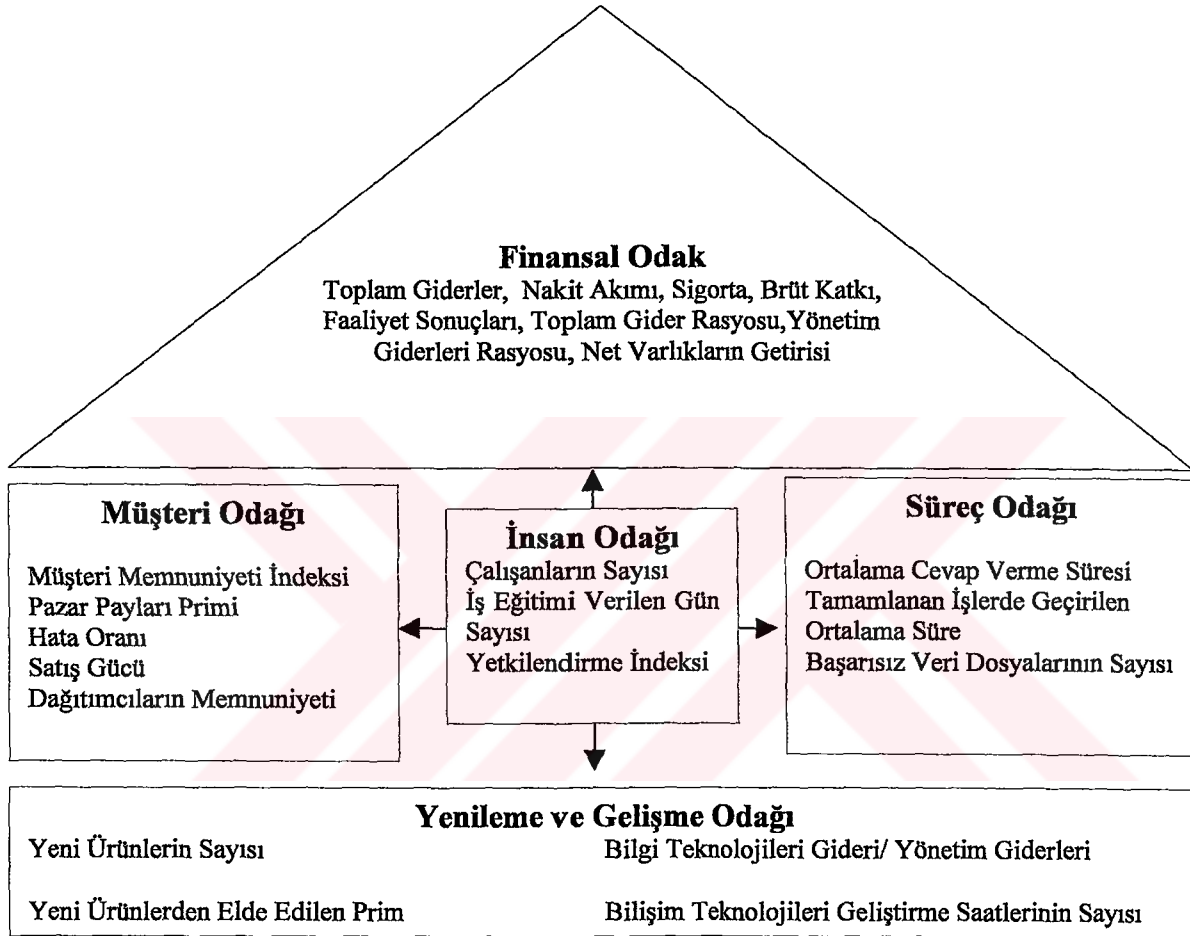 Finansal Odak
Toplam Giderler, Nakit Akımı, Sigorta, Brüt Katkı,
Faaliyet Sonuçları, Toplam Gider Rasyosu,Yönetim
Giderleri Rasyosu, Net Varlıkların Getirisi
Müşteri Odağı
Müşteri Memnuniyeti İndeksi
Pazar Payları Primi
Hata Oranı
Satış Gücü
Dağıtımcıların Memnuniyeti
İnsan Odağı
Çalışanların Sayısı
İş Eğitimi Verilen Gün
Sayısı
Yetkilendirme İndeksi
Süreç Odağı
Ortalama Cevap Verme Süresi
Tamamlanan İşlerde Geçirilen
Ortalama Süre
Başarısız Veri Dosyalarının Sayısı
Yenileme ve Gelişme Odağı
Yeni Ürünlerin Sayısı
Bilgi Teknolojileri Gideri/ Yönetim Giderleri
Yeni Ürünlerden Elde Edilen Prim
Bilişim Teknolojileri Geliştirme Saatlerinin Sayısı